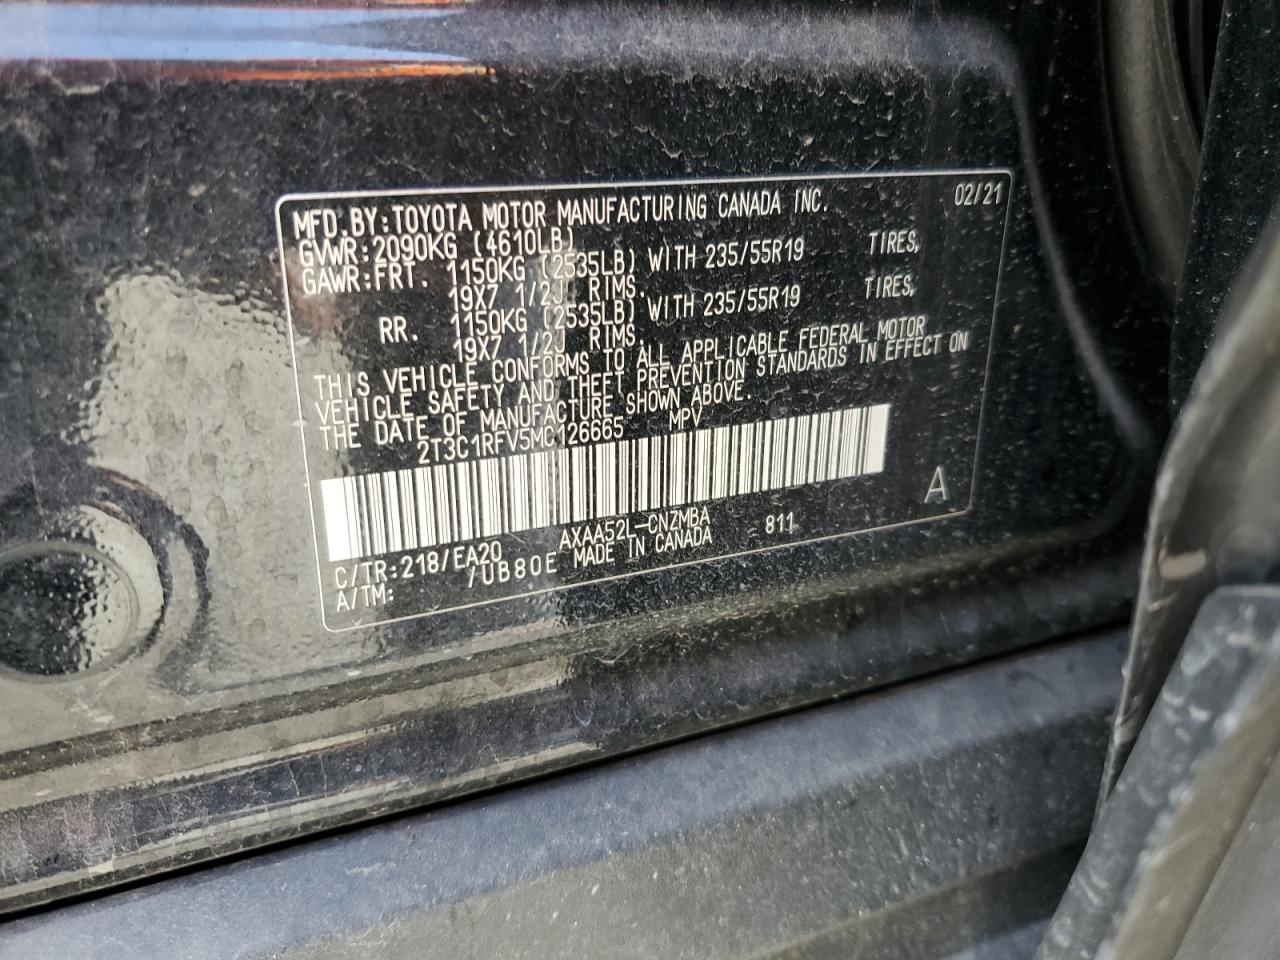 MFD.BY:TOYOTA MOTOR MANUFACTURING CANADA INC. 02/21
GVWR:2090KG (4610LB)
GAWR:FRT. 1150KG (2535LB) WITH 235/55R19 TIRES,
19X7 1/2J RIMS.
RR. 1150KG (2535LB) WITH 235/55R19 TIRES,
19X7 1/2J RIMS.
THIS VEHICLE CONFORMS TO ALL APPLICABLE FEDERAL MOTOR
VEHICLE SAFETY AND THEFT PREVENTION STANDARDS IN EFFECT ON
THE DATE OF MANUFACTURE SHOWN ABOVE.
2T3C1RFV5MC126665 MPV
A
C/TR:218/EA20 AXAA52L-CNZMBA 811
A/TM: /UB80E MADE IN CANADA